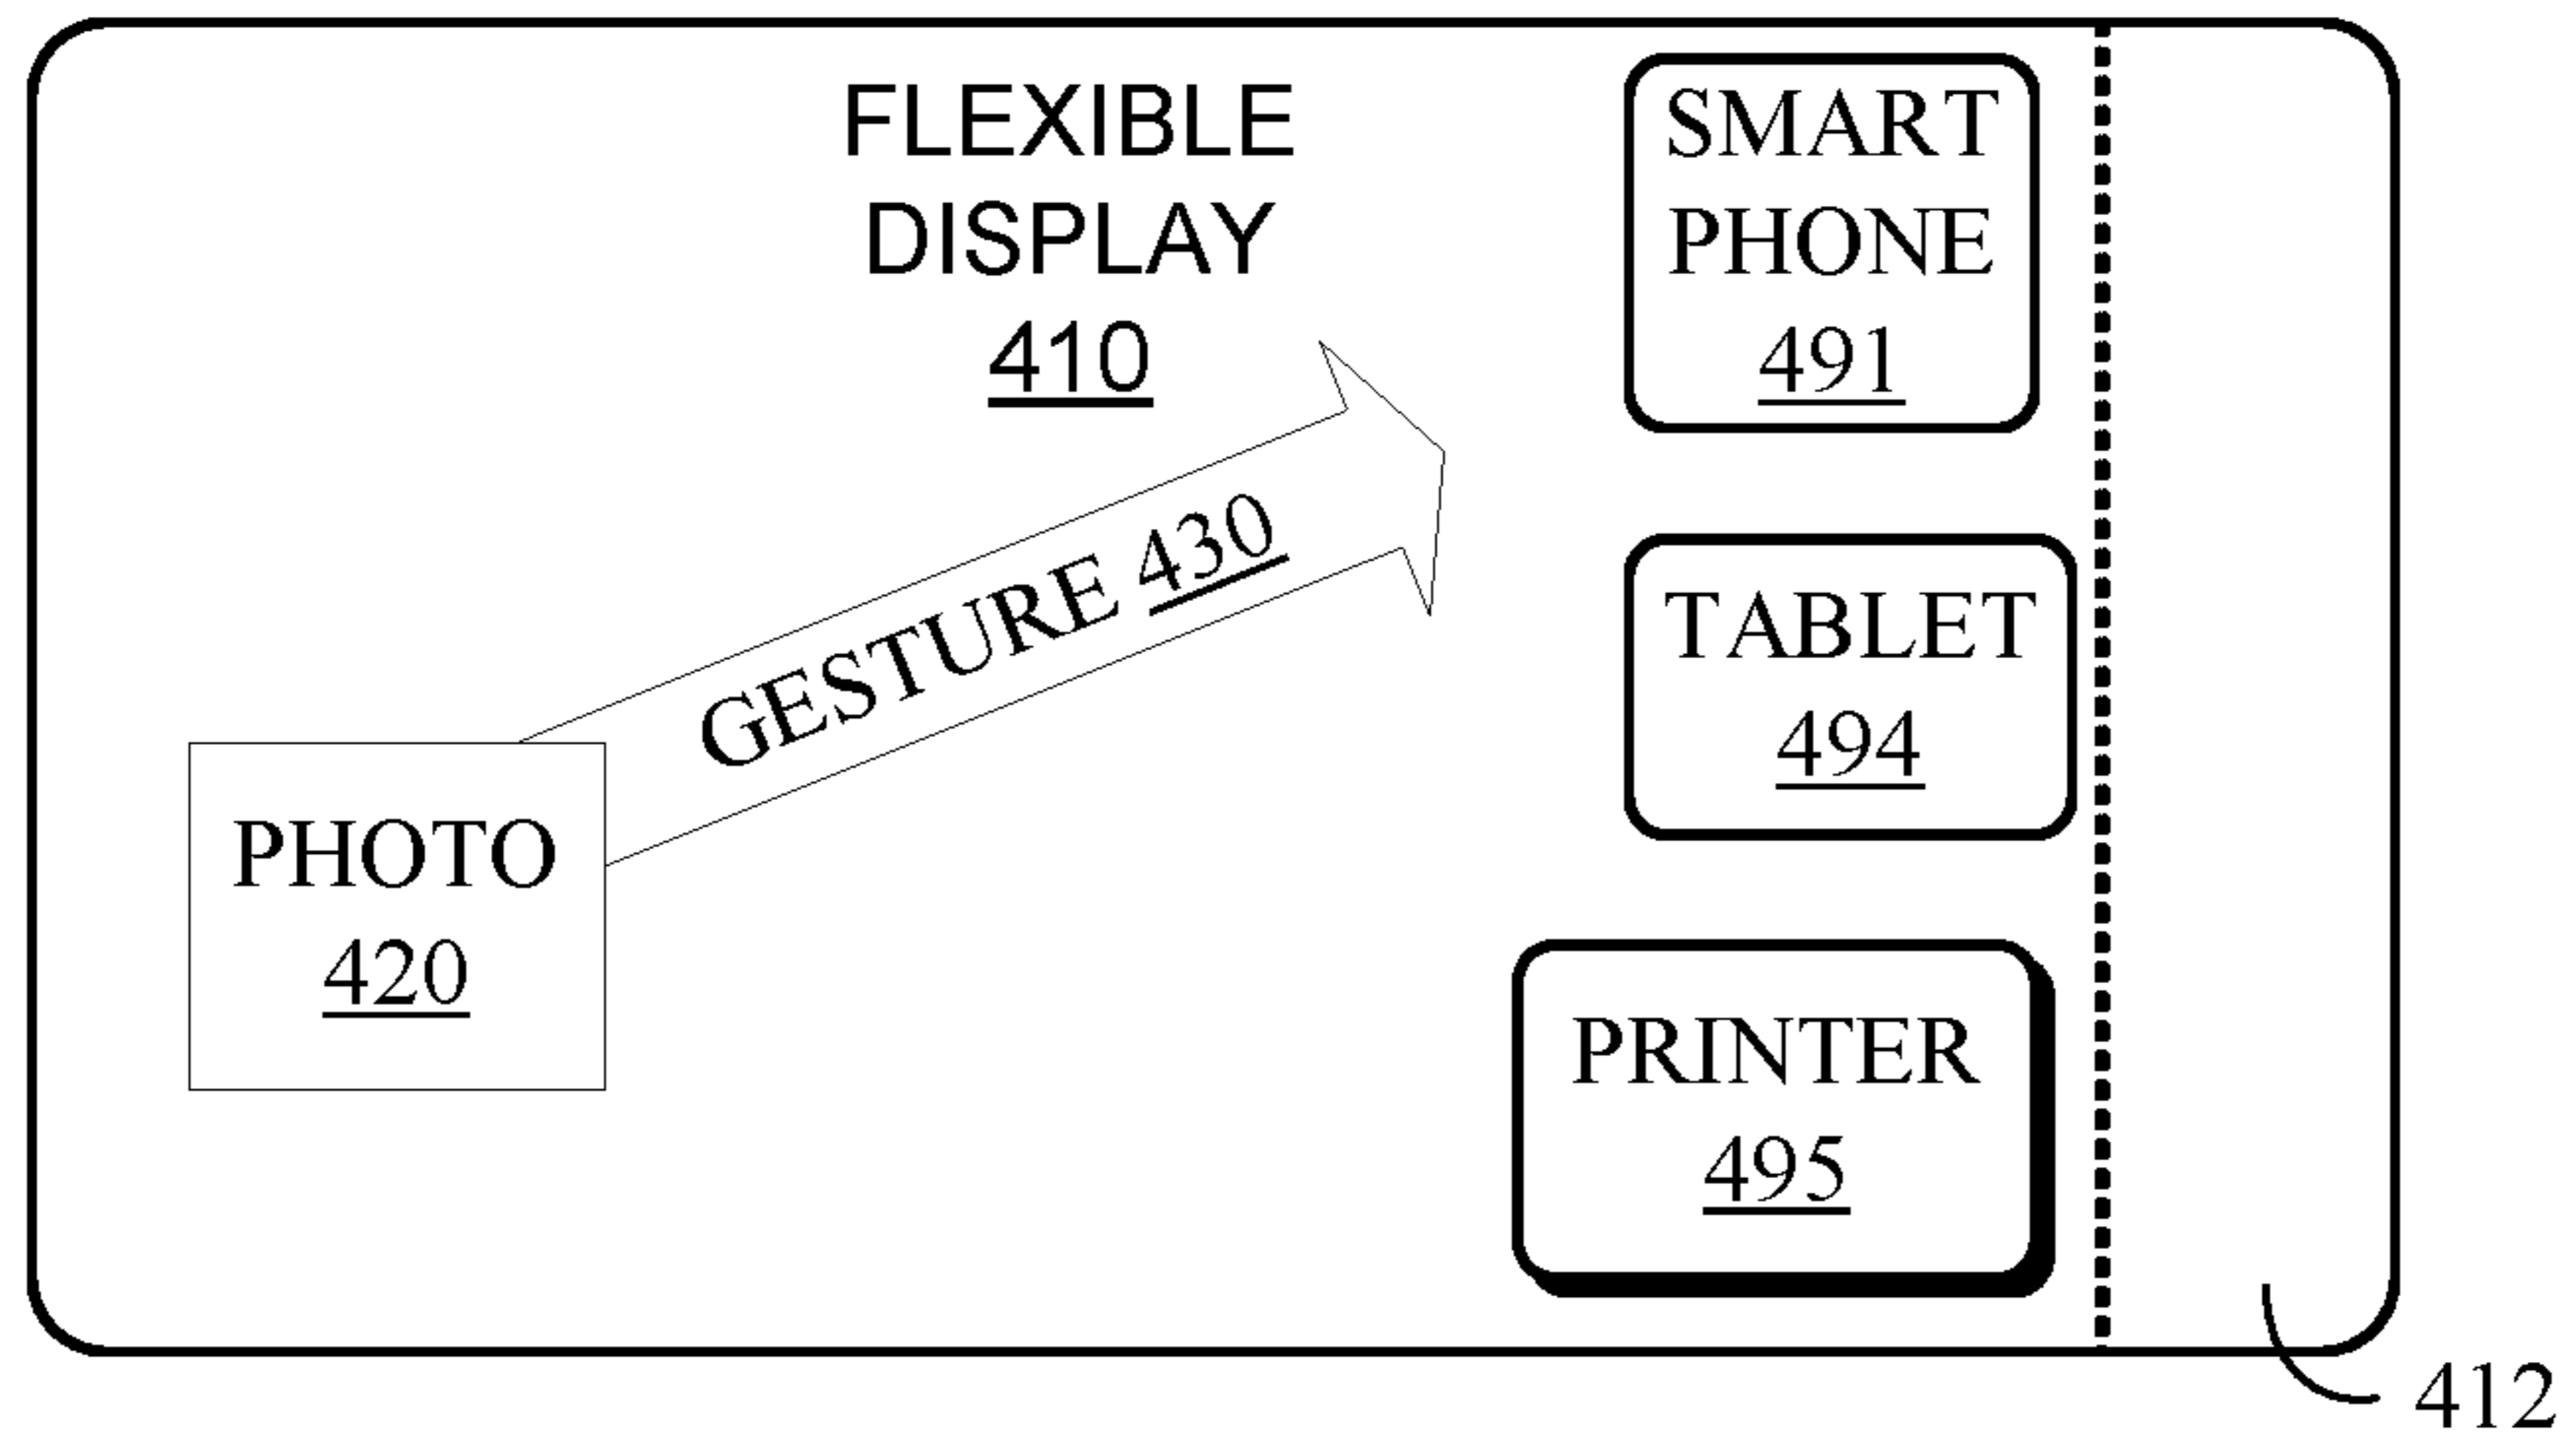 FLEXIBLE
DISPLAY
410
SMART
PHONE
491
GESTURE 430
TABLET
494
PHOTO
420
PRINTER
495
412